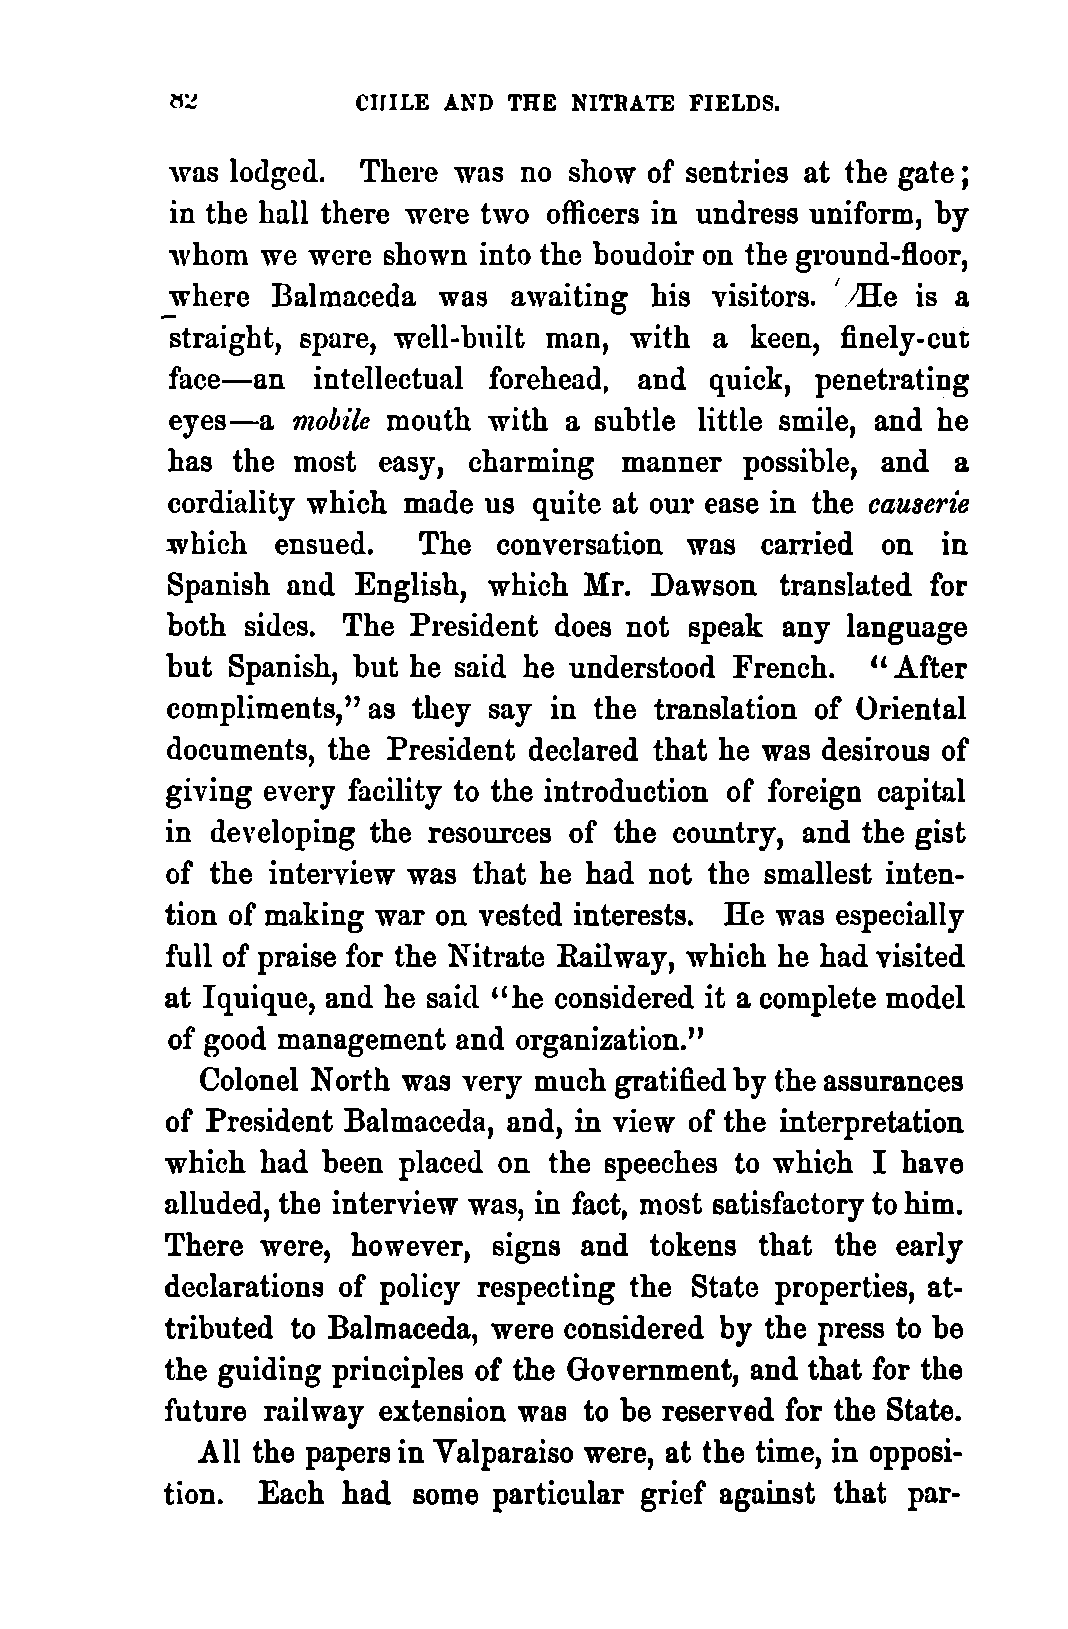 82 CHILE AND THE NITRATE FIELDS.
was lodged. There was no show of sentries at the gate;
in the hall there were two officers in undress uniform, by
whom we were shown into the boudoir on the ground-floor,
where Balmaceda was awaiting his visitors. He is a
straight, spare, well-built man, with a keen, finely-cut
face—an intellectual forehead, and quick, penetrating
eyes—a mobile mouth with a subtle little smile, and he
has the most easy, charming manner possible, and a
cordiality which made us quite at our ease in the causerie
which ensued. The conversation was carried on in
Spanish and English, which Mr. Dawson translated for
both sides. The President does not speak any language
but Spanish, but he said he understood French. "After
compliments," as they say in the translation of Oriental
documents, the President declared that he was desirous of
giving every facility to the introduction of foreign capital
in developing the resources of the country, and the gist
of the interview was that he had not the smallest inten-
tion of making war on vested interests. He was especially
full of praise for the Nitrate Railway, which he had visited
at Iquique, and he said "he considered it a complete model
of good management and organization."
Colonel North was very much gratified by the assurances
of President Balmaceda, and, in view of the interpretation
which had been placed on the speeches to which I have
alluded, the interview was, in fact, most satisfactory to him.
There were, however, signs and tokens that the early
declarations of policy respecting the State properties, at-
tributed to Balmaceda, were considered by the press to be
the guiding principles of the Government, and that for the
future railway extension was to be reserved for the State.
All the papers in Valparaiso were, at the time, in opposi-
tion. Each had some particular grief against that par-